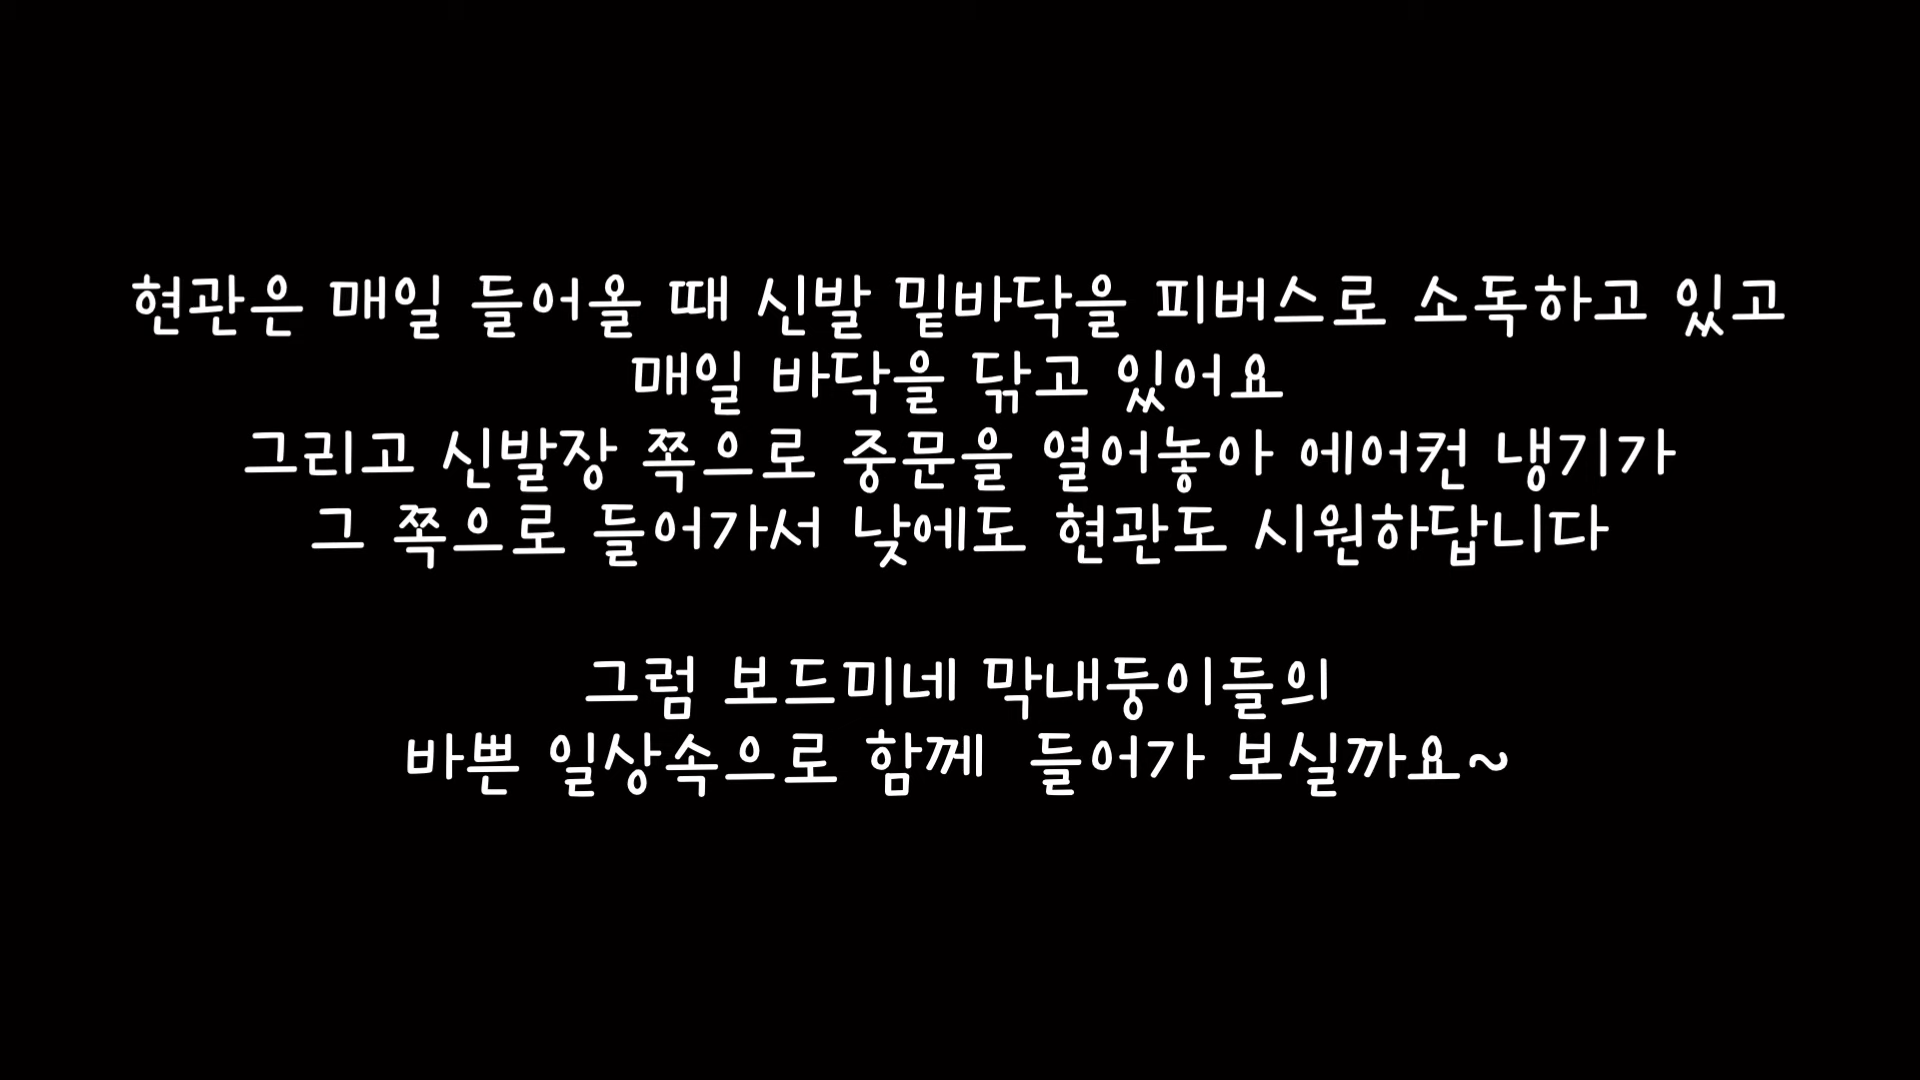 현관은 매일 들어올 때 신발 밑바닥을 피버스로 소독하고 있고
매일 바닥을 닦고 있어요
그리고 신발장 쪽으로 중문을 열어놓아 에어컨 냉기가
그 쪽으로 들어가서 낮에도 현관도 시원하답니다
그럼 보드미네 막내둥이들의
바쁜 일상속으로 함께 들어가 보실까요~